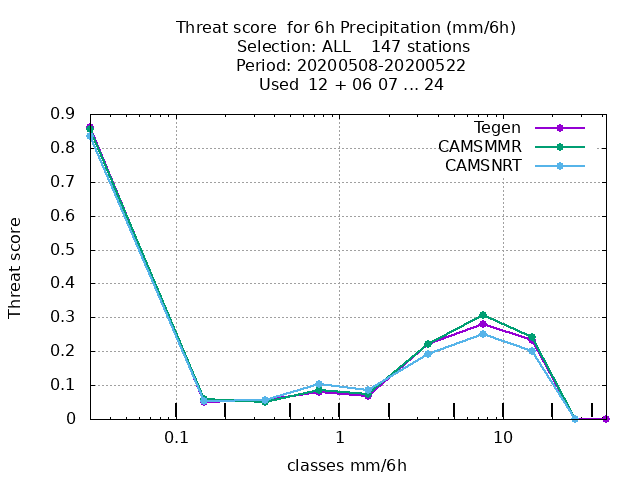 Threat score  for 6h Precipitation (mm/6h)
Selection: ALL    147 stations
Period: 20200508-20200522
Used  12 + 06 07 ... 24
Tegen
CAMSMMR
CAMSNRT
0.9
0.8
0.7
0.6
0.5
0.4
0.3
0.2
0.1
0
Threat score
0.1
1
10
classes mm/6h